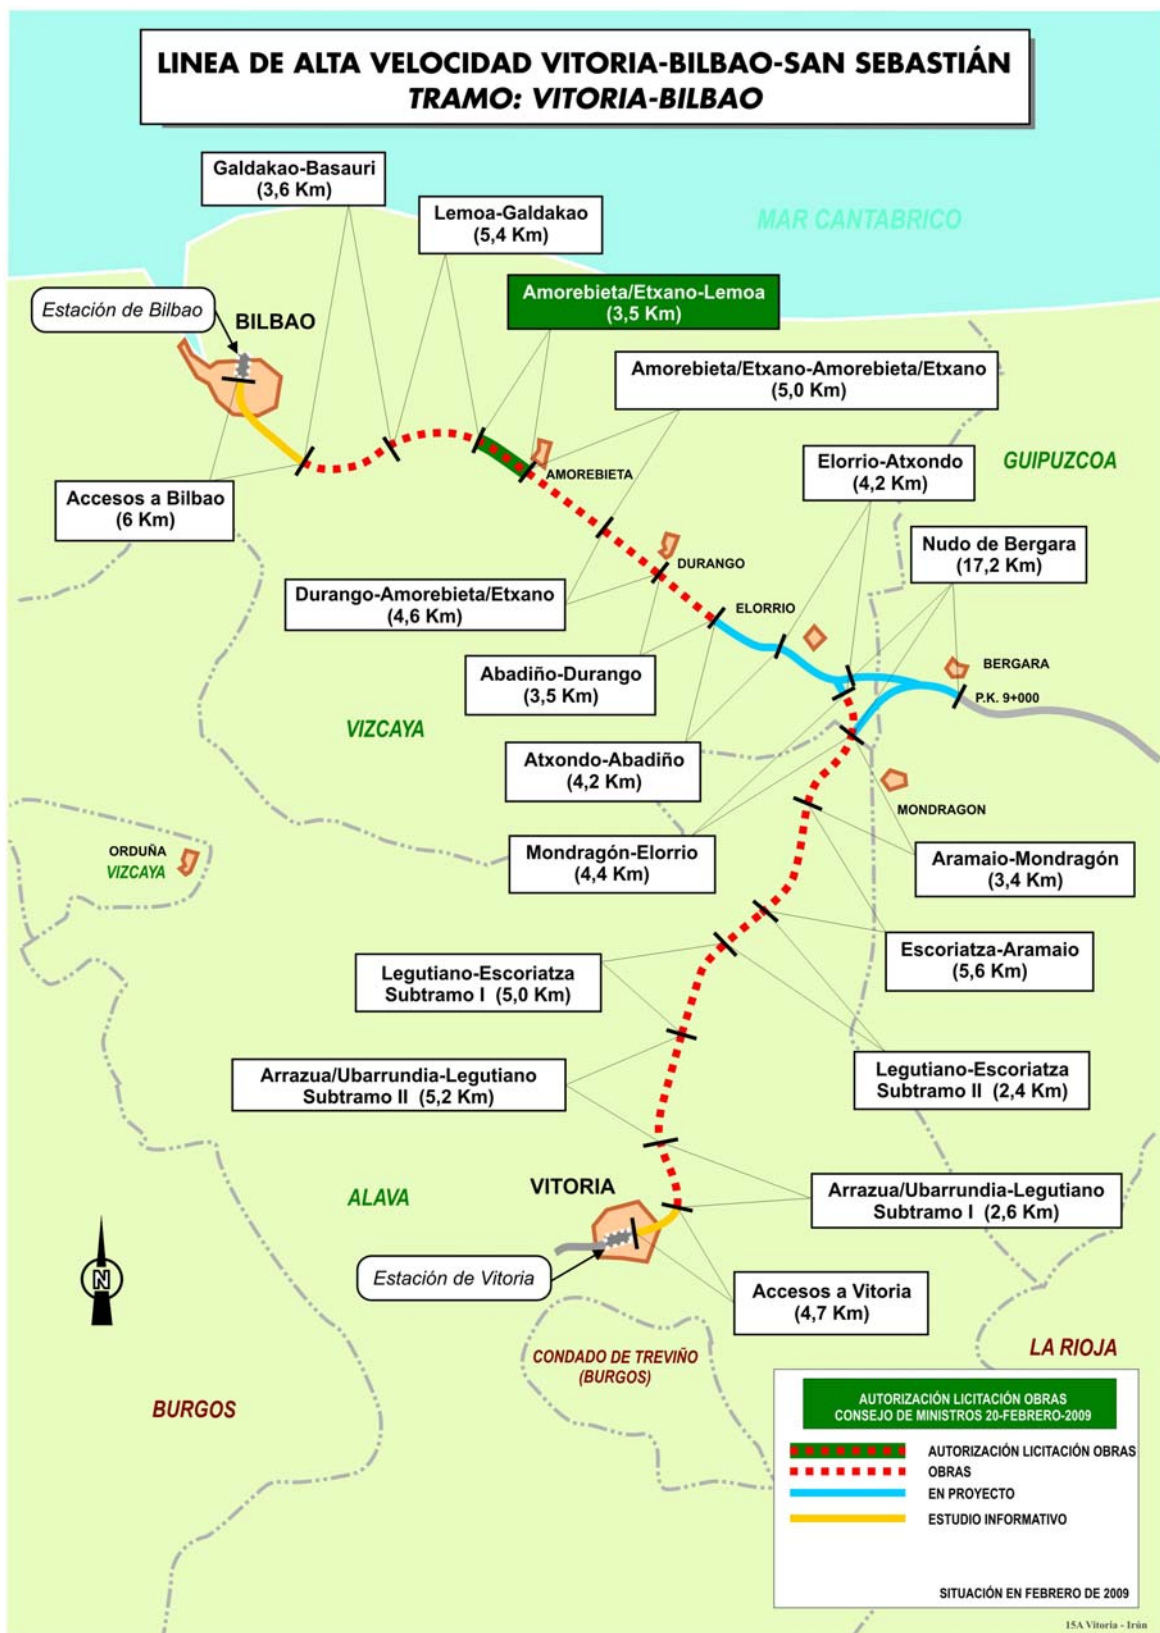 LINEA DE ALTA VELOCIDAD VITORIA-BILBAO-SAN SEBASTIÁN
TRAMO: VITORIA-BILBAO
Galdakao-Basauri
(3,6 Km)
Lemoa-Galdakao
(5,4 Km)
MAR CANTABRICO
Amorebieta/Etxano-Lemoa
(3,5 Km)
Estación de Bilbao
BILBAO
Amorebieta/Etxano-Amorebieta/Etxano
(5,0 Km)
Elorrio-Atxondo
(4,2 Km)
GUIPUZCOA
AMOREBIETA
Accesos a Bilbao
(6 Km)
Nudo de Bergara
(17,2 Km)
DURANGO
Durango-Amorebieta/Etxano
(4,6 Km)
ELORRIO
BERGARA
P.K. 9+000
Abadiño-Durango
(3,5 Km)
VIZCAYA
Atxondo-Abadiño
(4,2 Km)
MONDRAGON
ORDUÑA
VIZCAYA
Mondragón-Elorrio
(4,4 Km)
Aramaio-Mondragón
(3,4 Km)
Escoriatza-Aramaio
(5,6 Km)
Legutiano-Escoriatza
Subtramo I (5,0 Km)
Legutiano-Escoriatza
Subtramo II (2,4 Km)
Arrazua/Ubarrundia-Legutiano
Subtramo II (5,2 Km)
ALAVA
VITORIA
Arrazua/Ubarrundia-Legutiano
Subtramo I (2,6 Km)
Estación de Vitoria
Accesos a Vitoria
(4,7 Km)
N
CONDADO DE TREVIÑO
(BURGOS)
LA RIOJA
BURGOS
AUTORIZACIÓN LICITACIÓN OBRAS
CONSEJO DE MINISTROS 20-FEBRERO-2009
AUTORIZACIÓN LICITACIÓN OBRAS
OBRAS
EN PROYECTO
ESTUDIO INFORMATIVO
SITUACIÓN EN FEBRERO DE 2009
15A Vitoria - Irún